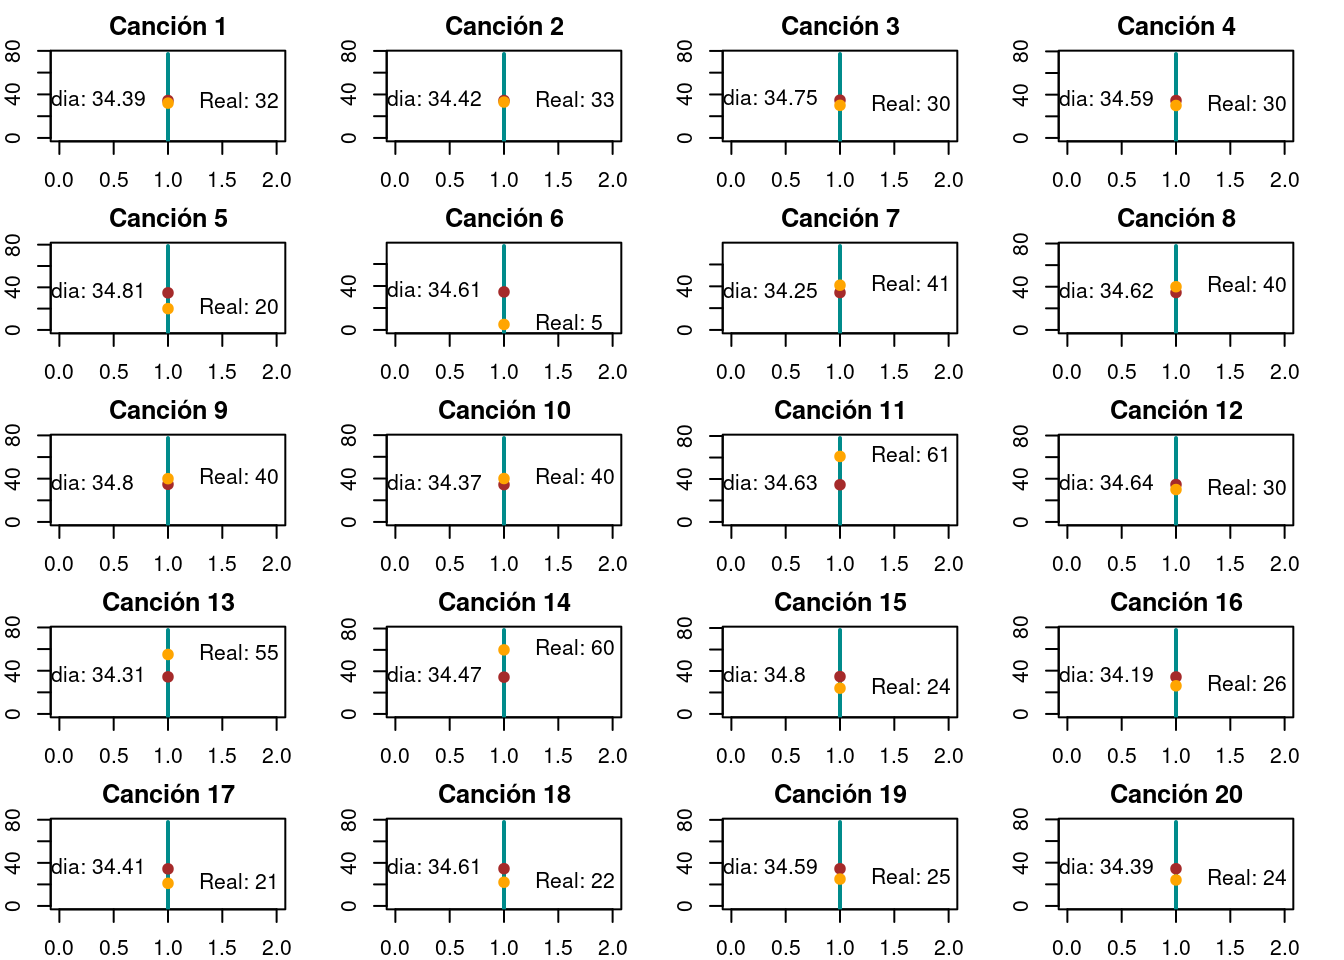 Canción 1 Canción 2 Canción 3 Canción 4
80 80 80 80
dia: 34.39 Real: 32 dia: 34.42 Real: 33 dia: 34.75 Real: 30 dia: 34.59 Real: 30
40 40 40 40
0 0 0 0
0.0 0.5 1.0 1.5 2.0 0.0 0.5 1.0 1.5 2.0 0.0 0.5 1.0 1.5 2.0 0.0 0.5 1.0 1.5 2.0
Canción 5 Canción 6 Canción 7 Canción 8
80 80
dia: 34.81 Real: 20 dia: 34.61 Real: 5 dia: 34.25 Real: 41 dia: 34.62 Real: 40
40 40 40 40
0 0 0 0
0.0 0.5 1.0 1.5 2.0 0.0 0.5 1.0 1.5 2.0 0.0 0.5 1.0 1.5 2.0 0.0 0.5 1.0 1.5 2.0
Canción 9 Canción 10 Canción 11 Canción 12
80 80 80 80
dia: 34.8 Real: 40 dia: 34.37 Real: 40 dia: 34.63 Real: 61 dia: 34.64 Real: 30
40 40 40 40
0 0 0 0
0.0 0.5 1.0 1.5 2.0 0.0 0.5 1.0 1.5 2.0 0.0 0.5 1.0 1.5 2.0 0.0 0.5 1.0 1.5 2.0
Canción 13 Canción 14 Canción 15 Canción 16
80 80 80 80
dia: 34.31 Real: 55 dia: 34.47 Real: 60 dia: 34.8 Real: 24 dia: 34.19 Real: 26
40 40 40 40
0 0 0 0
0.0 0.5 1.0 1.5 2.0 0.0 0.5 1.0 1.5 2.0 0.0 0.5 1.0 1.5 2.0 0.0 0.5 1.0 1.5 2.0
Canción 17 Canción 18 Canción 19 Canción 20
80 80 80 80
dia: 34.41 Real: 21 dia: 34.61 Real: 22 dia: 34.59 Real: 25 dia: 34.39 Real: 24
40 40 40 40
0 0 0 0
0.0 0.5 1.0 1.5 2.0 0.0 0.5 1.0 1.5 2.0 0.0 0.5 1.0 1.5 2.0 0.0 0.5 1.0 1.5 2.0